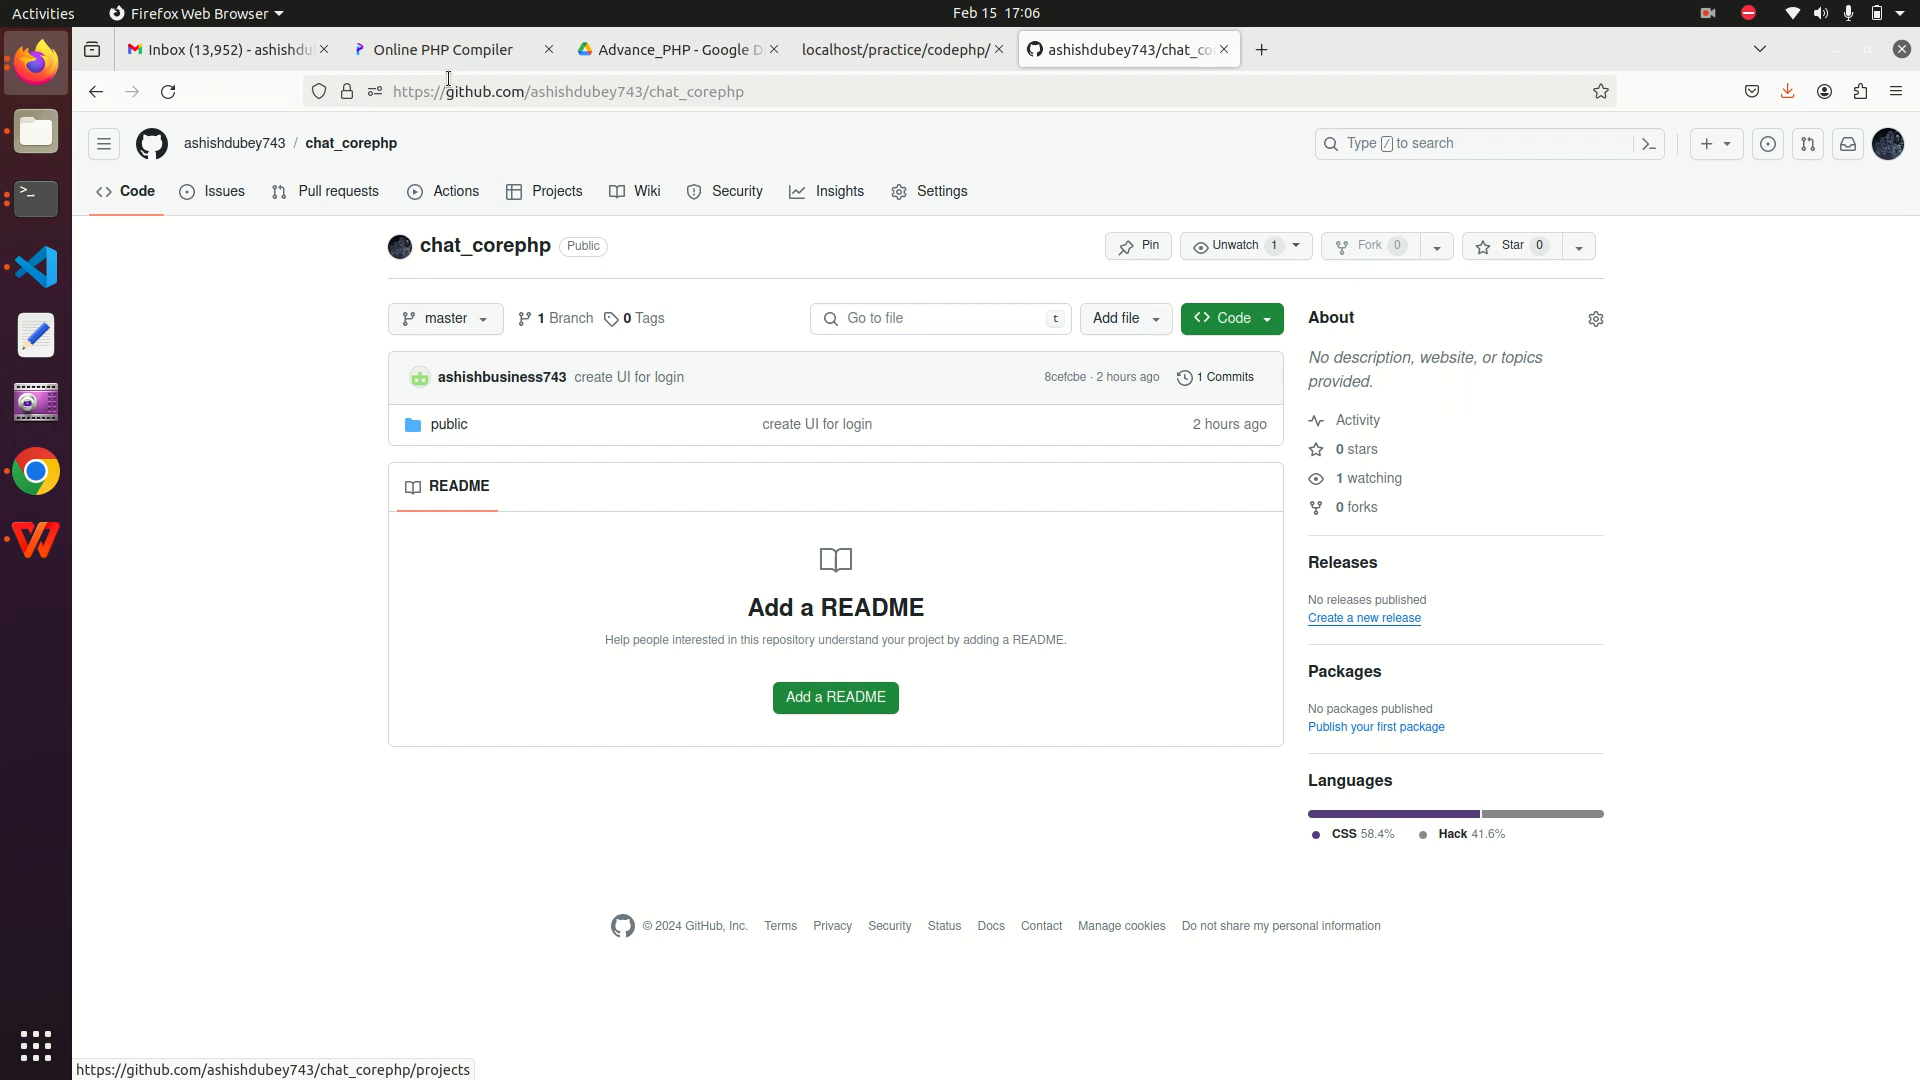 Activities Firefox Web Browser Feb 15 17:06
Inbox (13,952) - ashishdu Online PHP Compiler Advance_PHP - Google D localhost/practice/codephp/ ashishdubey743/chat_co
https://github.com/ashishdubey743/chat_corephp
ashishdubey743 / chat_corephp Type / to search
Code Issues Pull requests Actions Projects Wiki Security Insights Settings
chat_corephp Public Pin Unwatch 1 Fork 0 Star 0
master 1 Branch 0 Tags Go to file t Add file Code About
No description, website, or topics
provided.
ashishbusiness743 create UI for login 8cefcbe · 2 hours ago 1 Commits
public create UI for login 2 hours ago
Activity
0 stars
1 watching
0 forks
README
Add a README
Help people interested in this repository understand your project by adding a README.
Add a README
Releases
No releases published
Create a new release
Packages
No packages published
Publish your first package
Languages
CSS 58.4% Hack 41.6%
© 2024 GitHub, Inc. Terms Privacy Security Status Docs Contact Manage cookies Do not share my personal information
https://github.com/ashishdubey743/chat_corephp/projects